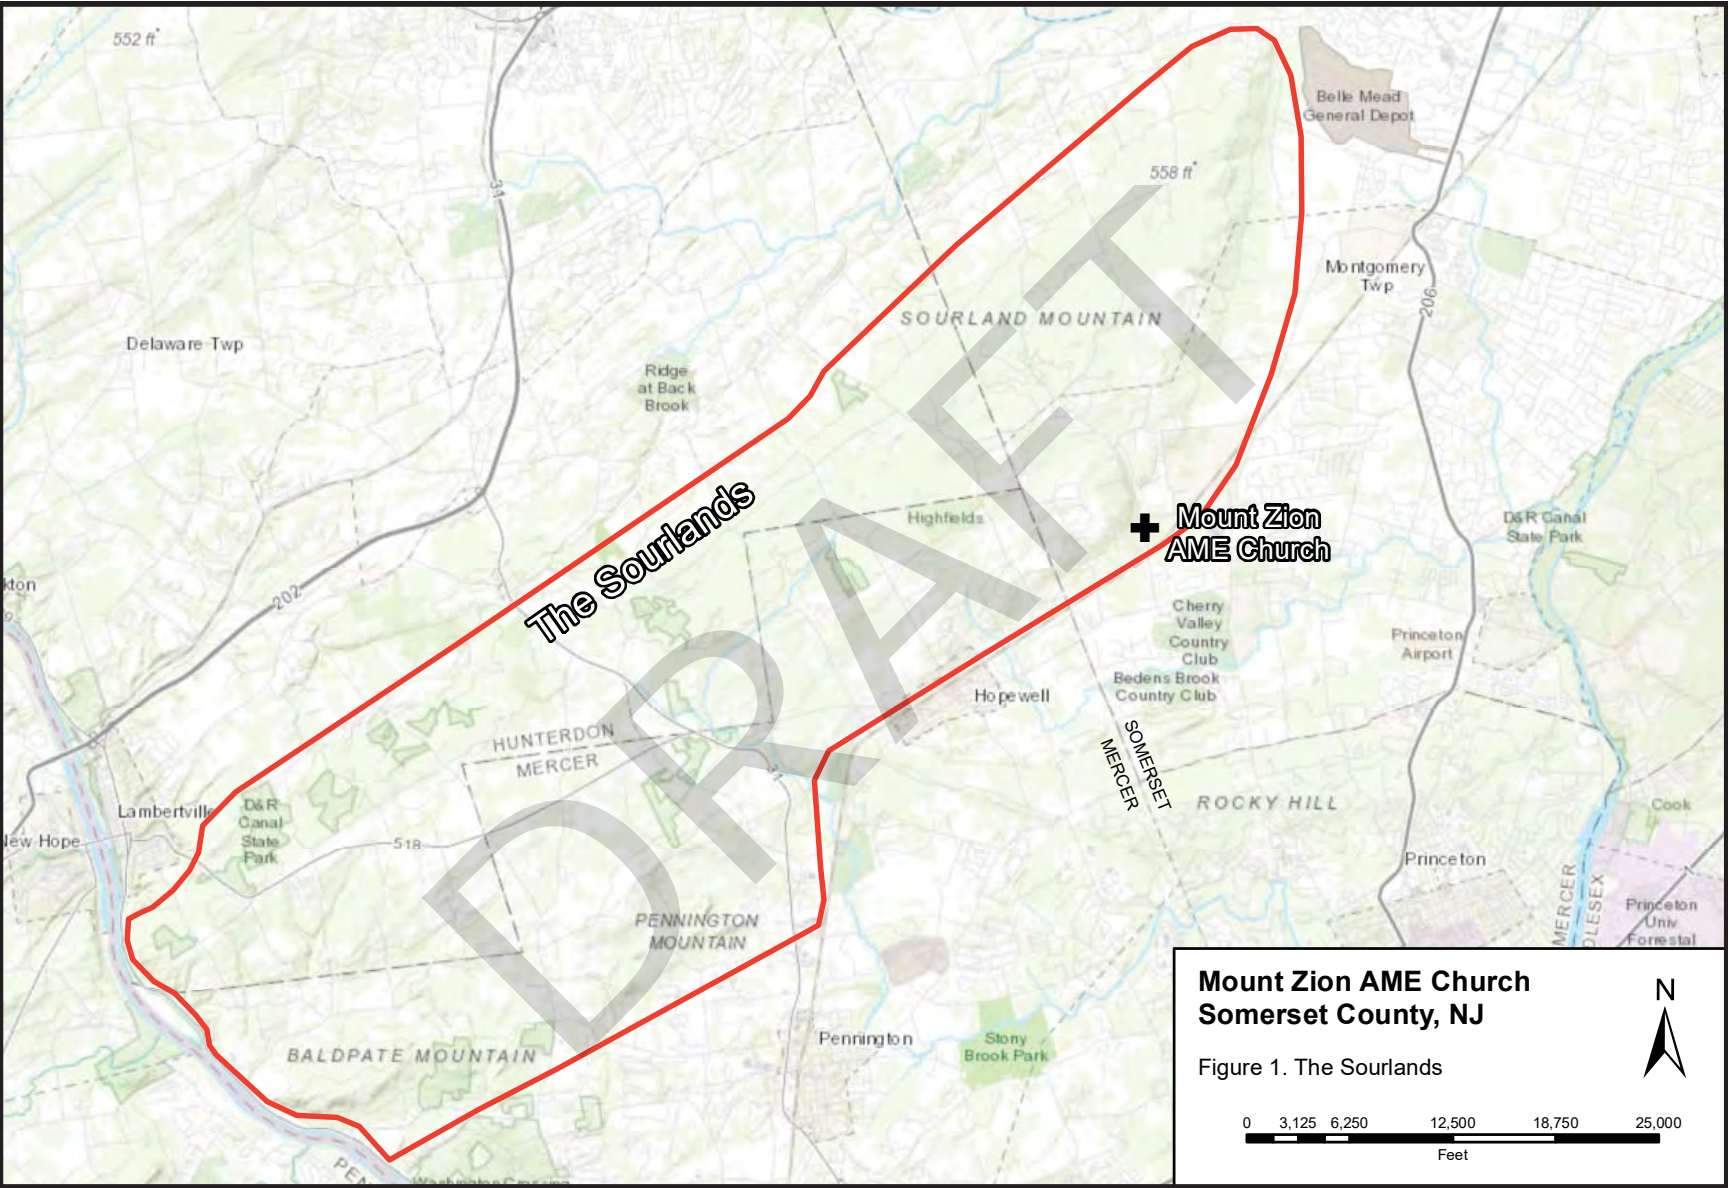 552 ft
Belle Mead
General Depot
558 ft
31
Montgomery
Twp
206
SOURLAND MOUNTAIN
Delaware Twp
Ridge
at Back
Brook
The Sourlands
Highfields
Mount Zion
AME Church
D&R Canal
State Park
202
Cherry
Valley
Country
Club
Princeton
Airport
Bedens Brook
Country Club
Hopewell
HUNTERDON
MERCER
SOMERSET
MERCER
31
DRAFT
Lambertville
D&R
Canal
State
Park
ROCKY HILL
Cook
New Hope
518
Princeton
PENNINGTON
MOUNTAIN
MERCER
Princeton
Univ
Forrestal
Pennington
Stony
Brook Park
BALDPATE MOUNTAIN
Mount Zion AME Church
Somerset County, NJ
N
Figure 1. The Sourlands
0 3,125 6,250 12,500 18,750 25,000
Feet